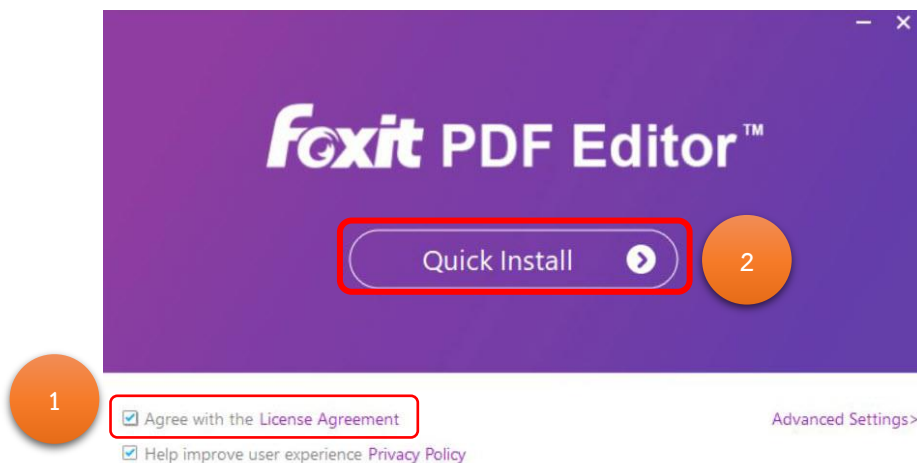 foxit PDF Editor™
Quick Install
2
1
Agree with the License Agreement
Advanced Settings>
Help improve user experience Privacy Policy